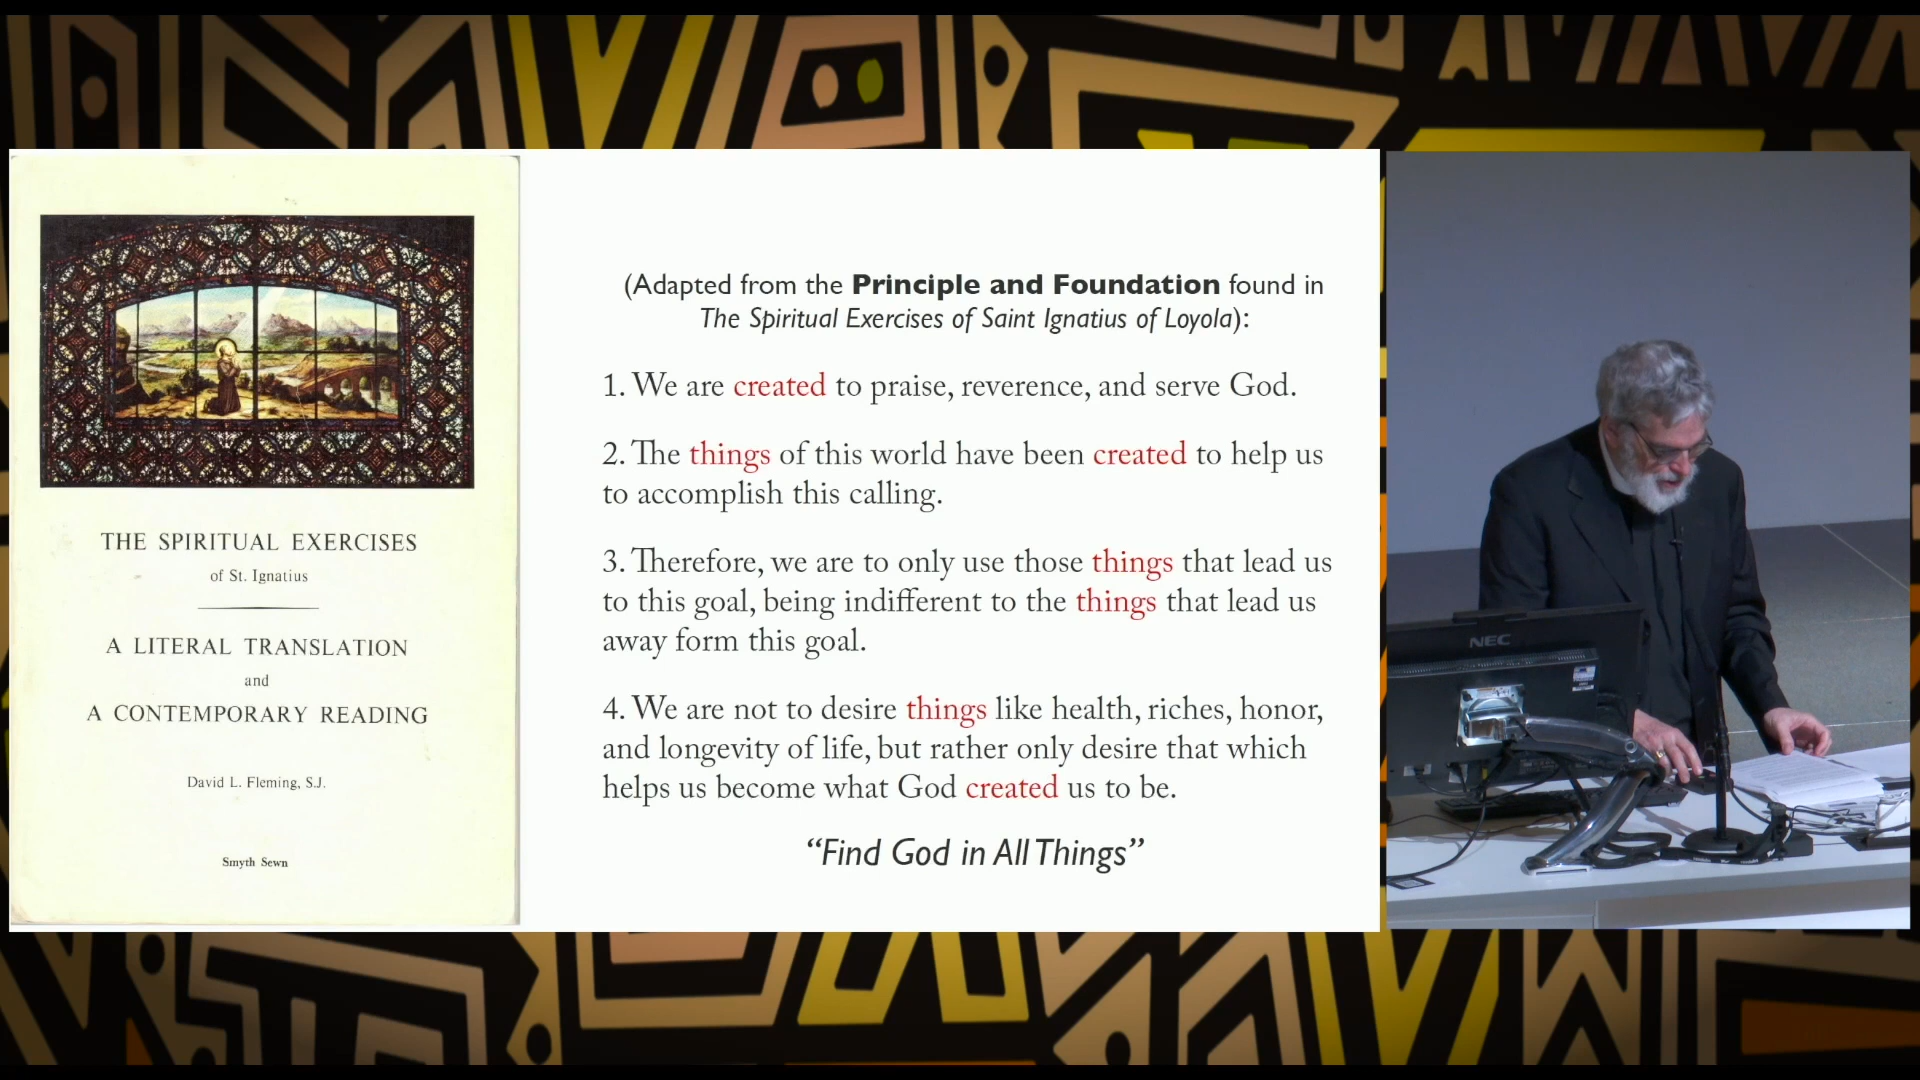 THE SPIRITUAL EXERCISES
of St. Ignatius
A LITERAL TRANSLATION
and
A CONTEMPORARY READING
David L. Fleming, S.J.
Smyth Sewn
(Adapted from the Principle and Foundation found in
The Spiritual Exercises of Saint Ignatius of Loyola):
1. We are created to praise, reverence, and serve God.
2. The things of this world have been created to help us
to accomplish this calling.
3. Therefore, we are to only use those things that lead us
to this goal, being indifferent to the things that lead us
away form this goal.
4. We are not to desire things like health, riches, honor,
and longevity of life, but rather only desire that which
helps us become what God created us to be.
“Find God in All Things”
NEC